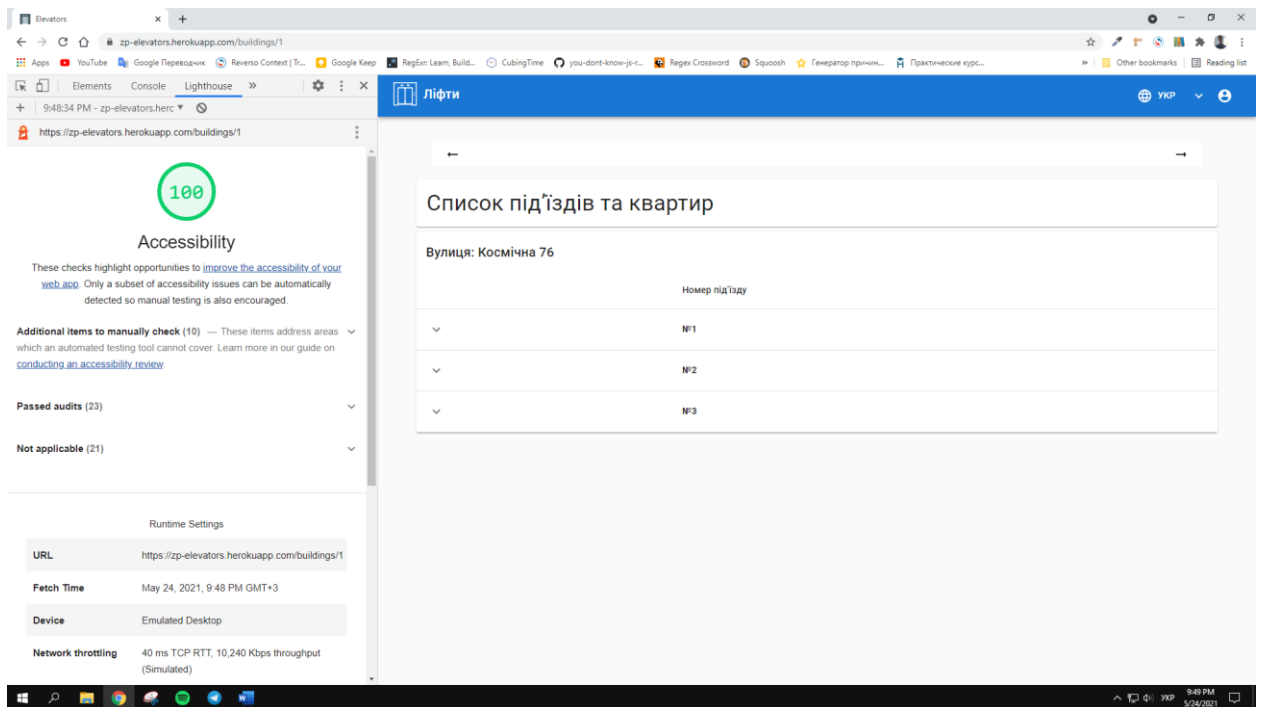 Elevators
zp-elevators.herokuapp.com/buildings/1
Apps YouTube Google Переводчик Reverso Context | Tr... Google Keep RegExr: Learn, Build... CubingTime you-dont-know-js-r... Regex Crossword Squoosh Генератор причин... Практические курс... » Other bookmarks Reading list
Elements Console Lighthouse »
9:48:34 PM - zp-elevators.herc
https://zp-elevators.herokuapp.com/buildings/1
100
Accessibility
These checks highlight opportunities to improve the accessibility of your
web app. Only a subset of accessibility issues can be automatically
detected so manual testing is also encouraged.
Additional items to manually check (10) — These items address areas
which an automated testing tool cannot cover. Learn more in our guide on
conducting an accessibility review.
Passed audits (23)
Not applicable (21)
Runtime Settings
URL https://zp-elevators.herokuapp.com/buildings/1
Fetch Time May 24, 2021, 9:48 PM GMT+3
Device Emulated Desktop
Network throttling 40 ms TCP RTT, 10,240 Kbps throughput
(Simulated)
Ліфти
УКР
Список під'їздів та квартир
Вулиця: Космічна 76
Номер під'їзду
№1
№2
№3
УКР
9:49 PM
5/24/2021